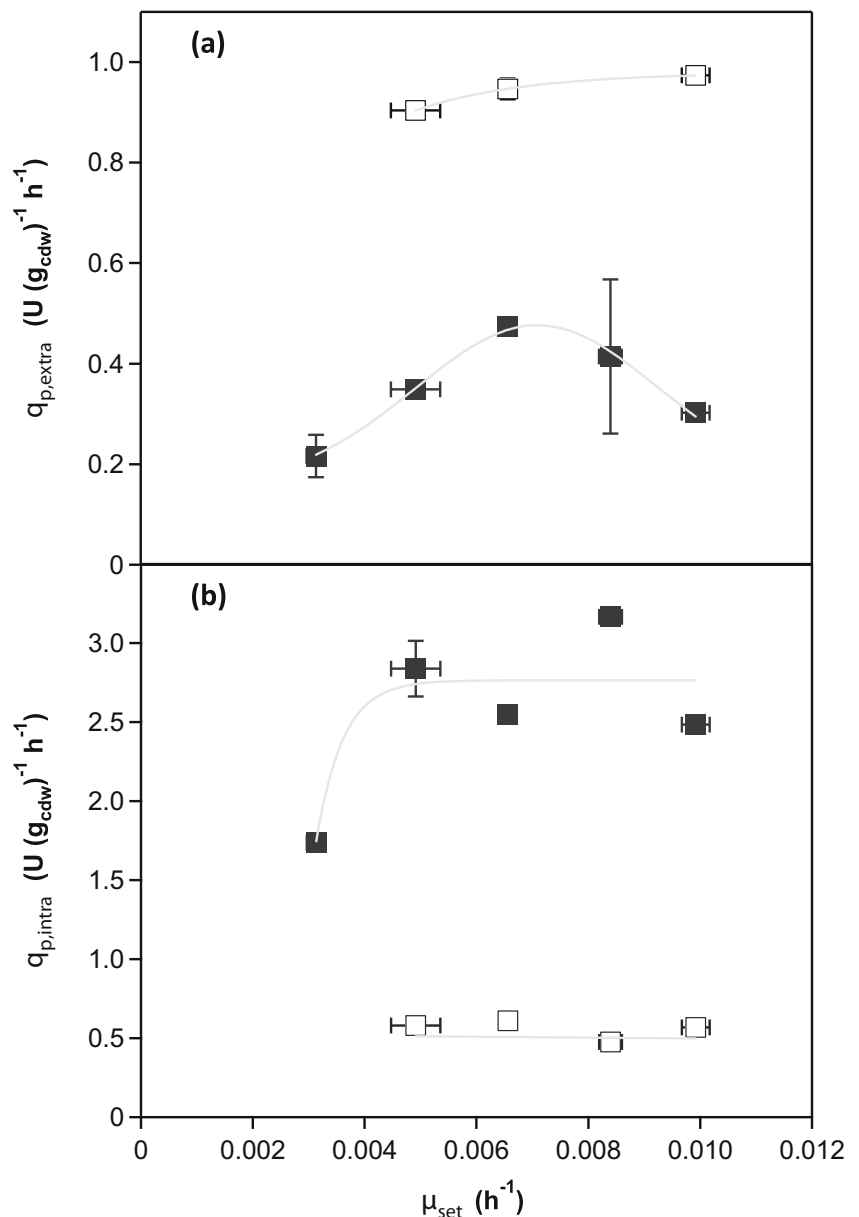 (a)
1.0
0.8
0.6
0.4
0.2
0
q_p,extra (U (g_cdw)^-1 h^-1)
(b)
3.0
2.5
2.0
1.5
1.0
0.5
0
q_p,intra (U (g_cdw)^-1 h^-1)
0 0.002 0.004 0.006 0.008 0.010 0.012
μ_set (h^-1)